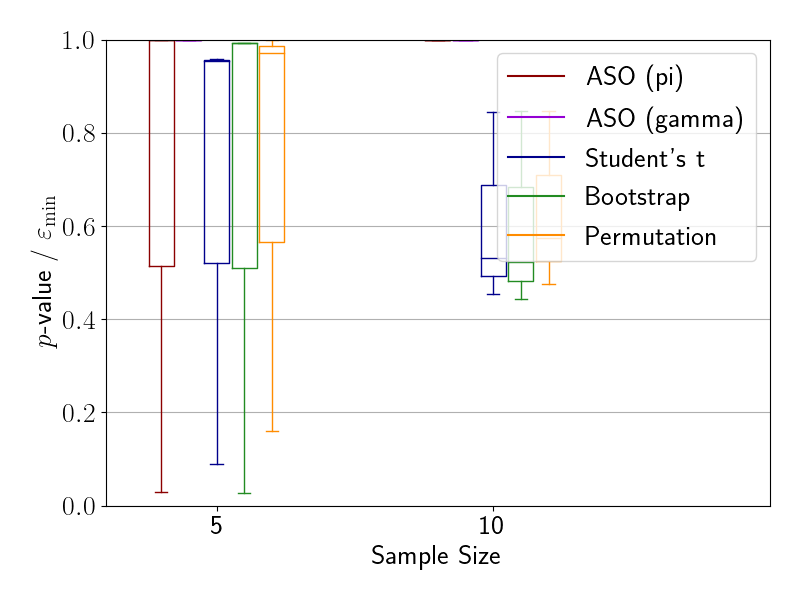 1.0
0.8
0.6
0.4
0.2
0.0
p-value / εmin
5
10
Sample Size
ASO (pi)
ASO (gamma)
Student's t
Bootstrap
Permutation